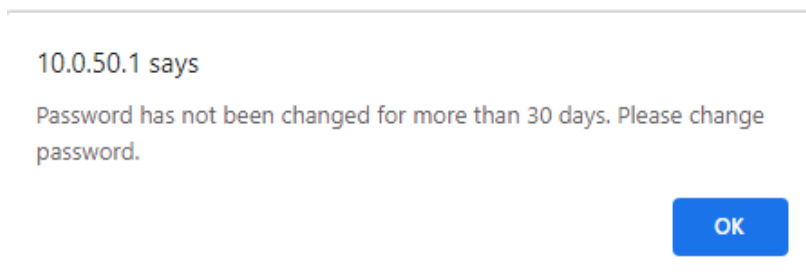 10.0.50.1 says
Password has not been changed for more than 30 days. Please change
password.
OK